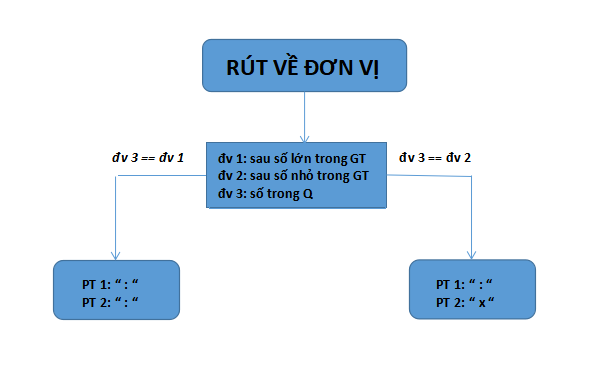 RÚT VỀ ĐƠN VỊ
đv 3 == đv 1
đv 1: sau số lớn trong GT
đv 2: sau số nhỏ trong GT
đv 3: số trong Q
đv 3 == đv 2
PT 1: “ : “
PT 2: “ : “
PT 1: “ : “
PT 2: “ x “